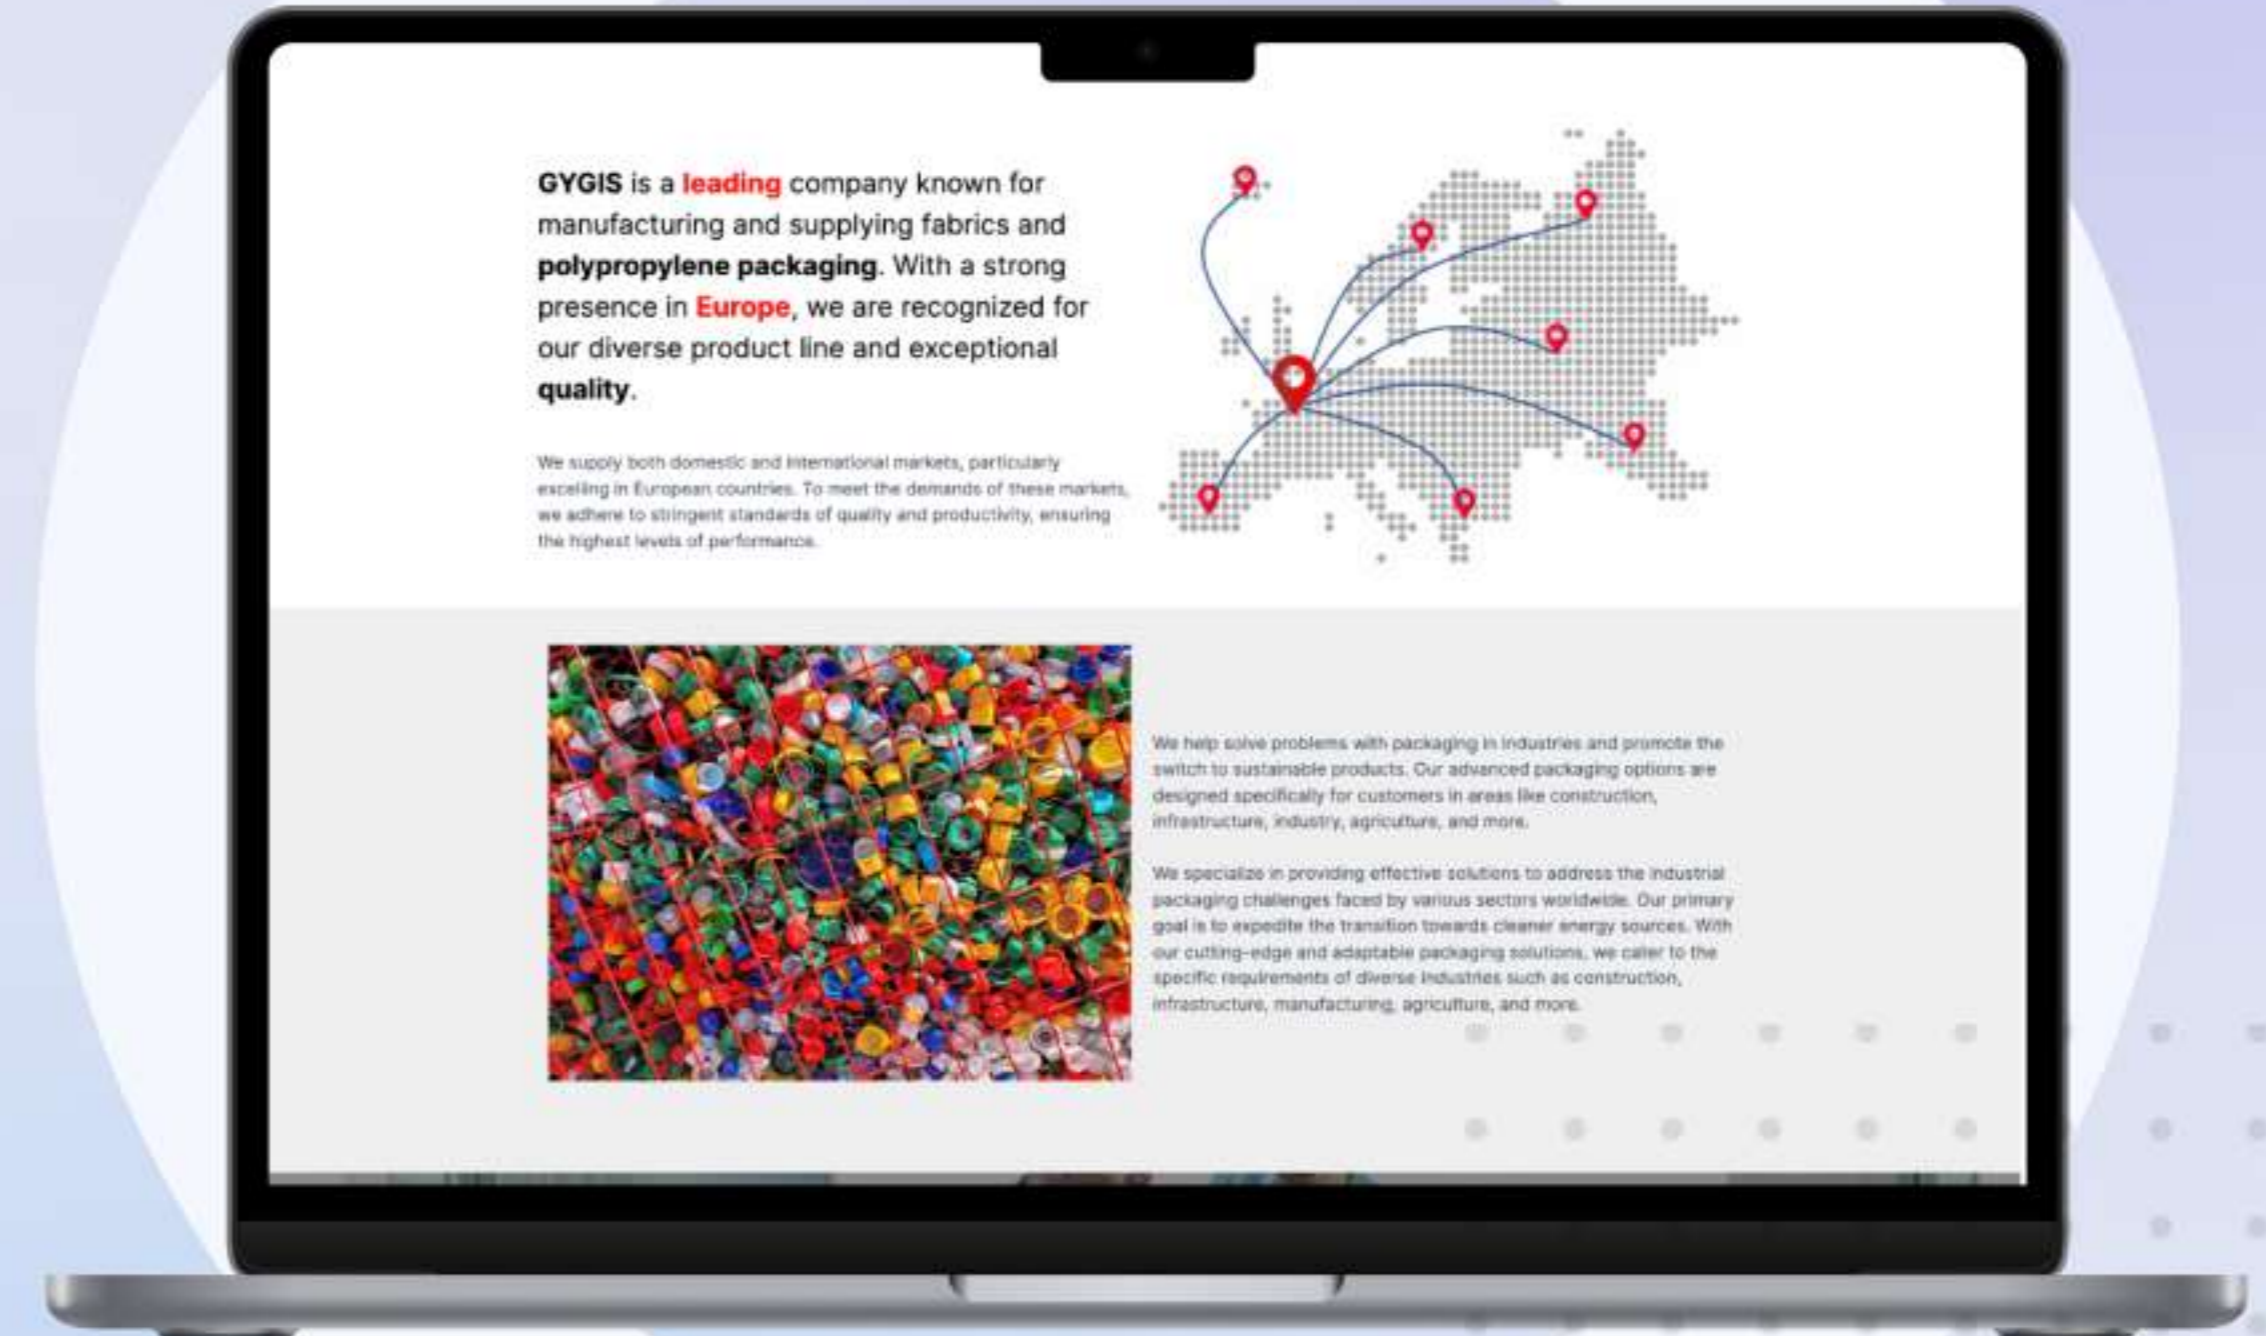 GYGIS is a leading company known for
manufacturing and supplying fabrics and
polypropylene packaging. With a strong
presence in Europe, we are recognized for
our diverse product line and exceptional
quality.
We supply both domestic and international markets, particularly
excelling in European countries. To meet the demands of these markets,
we adhere to stringent standards of quality and productivity, ensuring
the highest levels of performance.
We help solve problems with packaging in industries and promote the
switch to sustainable products. Our advanced packaging options are
designed specifically for customers in areas like construction,
infrastructure, industry, agriculture, and more.
We specialize in providing effective solutions to address the industrial
packaging challenges faced by various sectors worldwide. Our primary
goal is to expedite the transition towards cleaner energy sources. With
our cutting-edge and adaptable packaging solutions, we cater to the
specific requirements of diverse industries such as construction,
infrastructure, manufacturing, agriculture, and more.